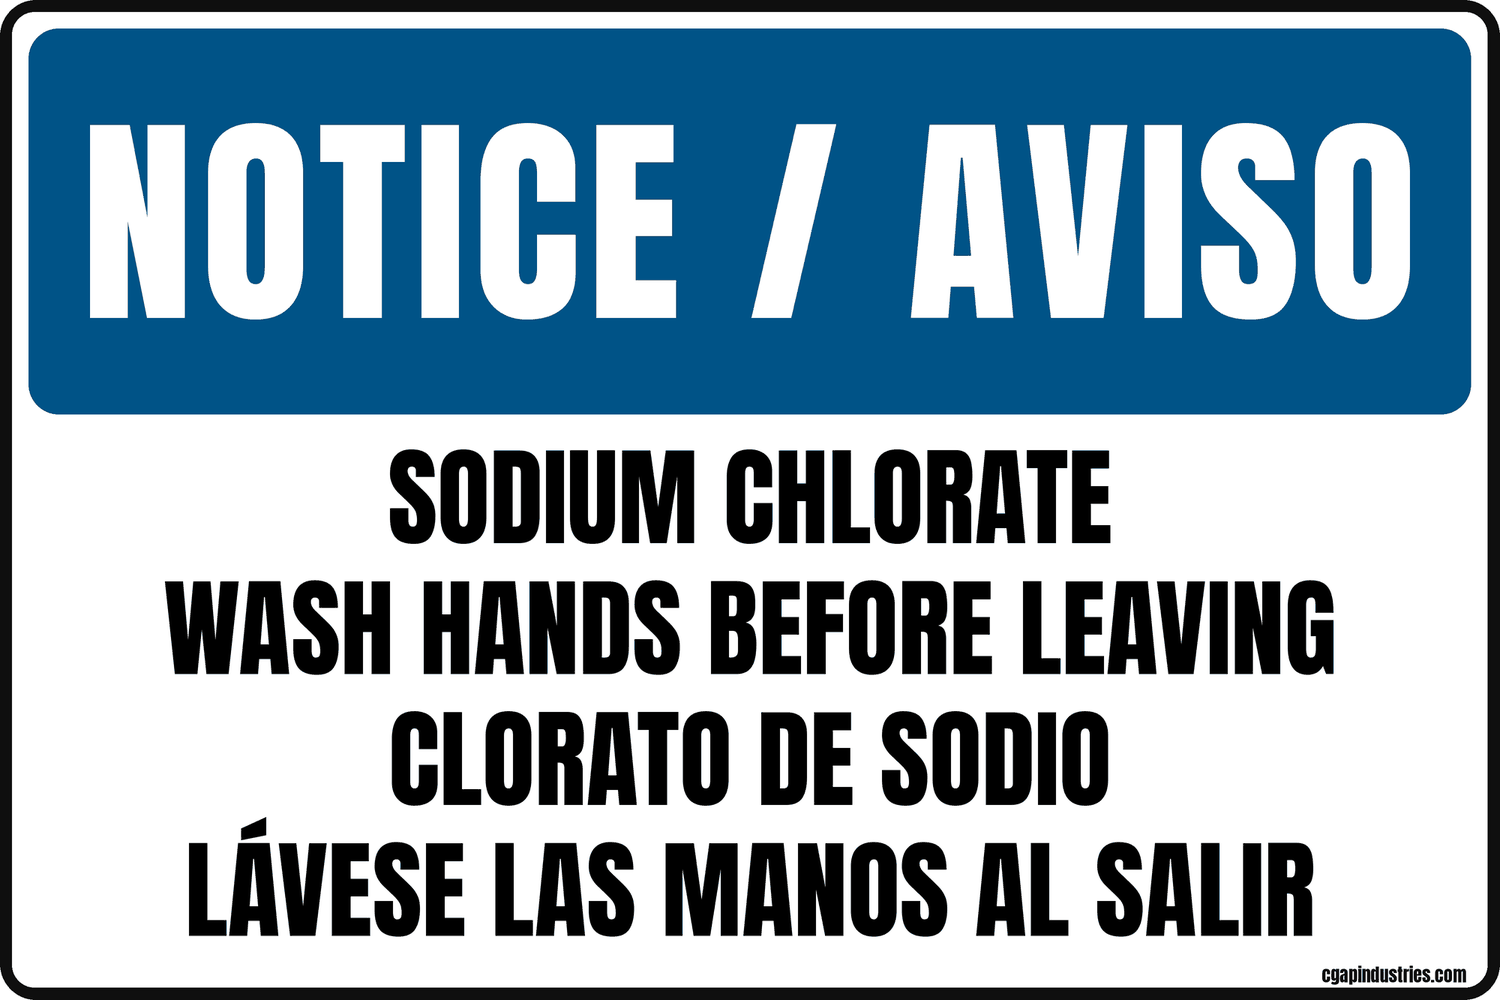 NOTICE / AVISO
SODIUM CHLORATE
WASH HANDS BEFORE LEAVING
CLORATO DE SODIO
LÁVESE LAS MANOS AL SALIR
cgapindustries.com